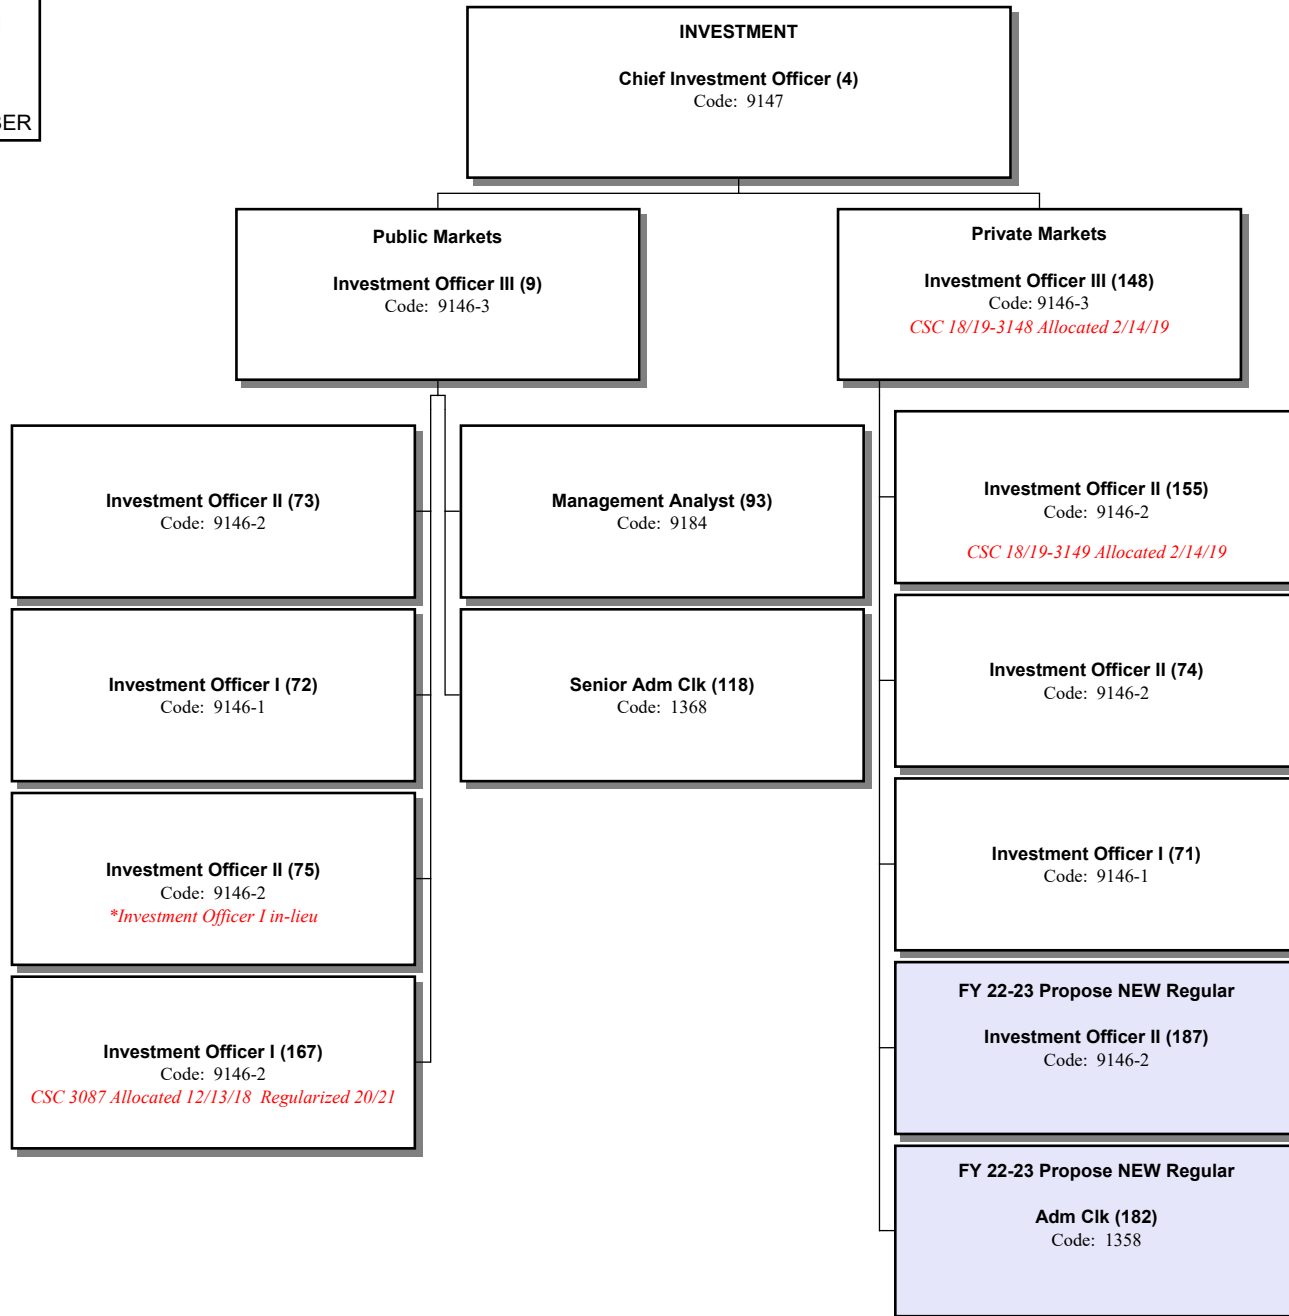 INVESTMENT
Chief Investment Officer (4)
Code: 9147
Public Markets
Investment Officer III (9)
Code: 9146-3
Private Markets
Investment Officer III (148)
Code: 9146-3
CSC 18/19-3148 Allocated 2/14/19
Investment Officer II (73)
Code: 9146-2
Investment Officer I (72)
Code: 9146-1
Investment Officer II (75)
Code: 9146-2
*Investment Officer I in-lieu
Investment Officer I (167)
Code: 9146-2
CSC 3087 Allocated 12/13/18 Regularized 20/21
Management Analyst (93)
Code: 9184
Senior Adm Clk (118)
Code: 1368
Investment Officer II (155)
Code: 9146-2
CSC 18/19-3149 Allocated 2/14/19
Investment Officer II (74)
Code: 9146-2
Investment Officer I (71)
Code: 9146-1
FY 22-23 Propose NEW Regular
Investment Officer II (187)
Code: 9146-2
FY 22-23 Propose NEW Regular
Adm Clk (182)
Code: 1358